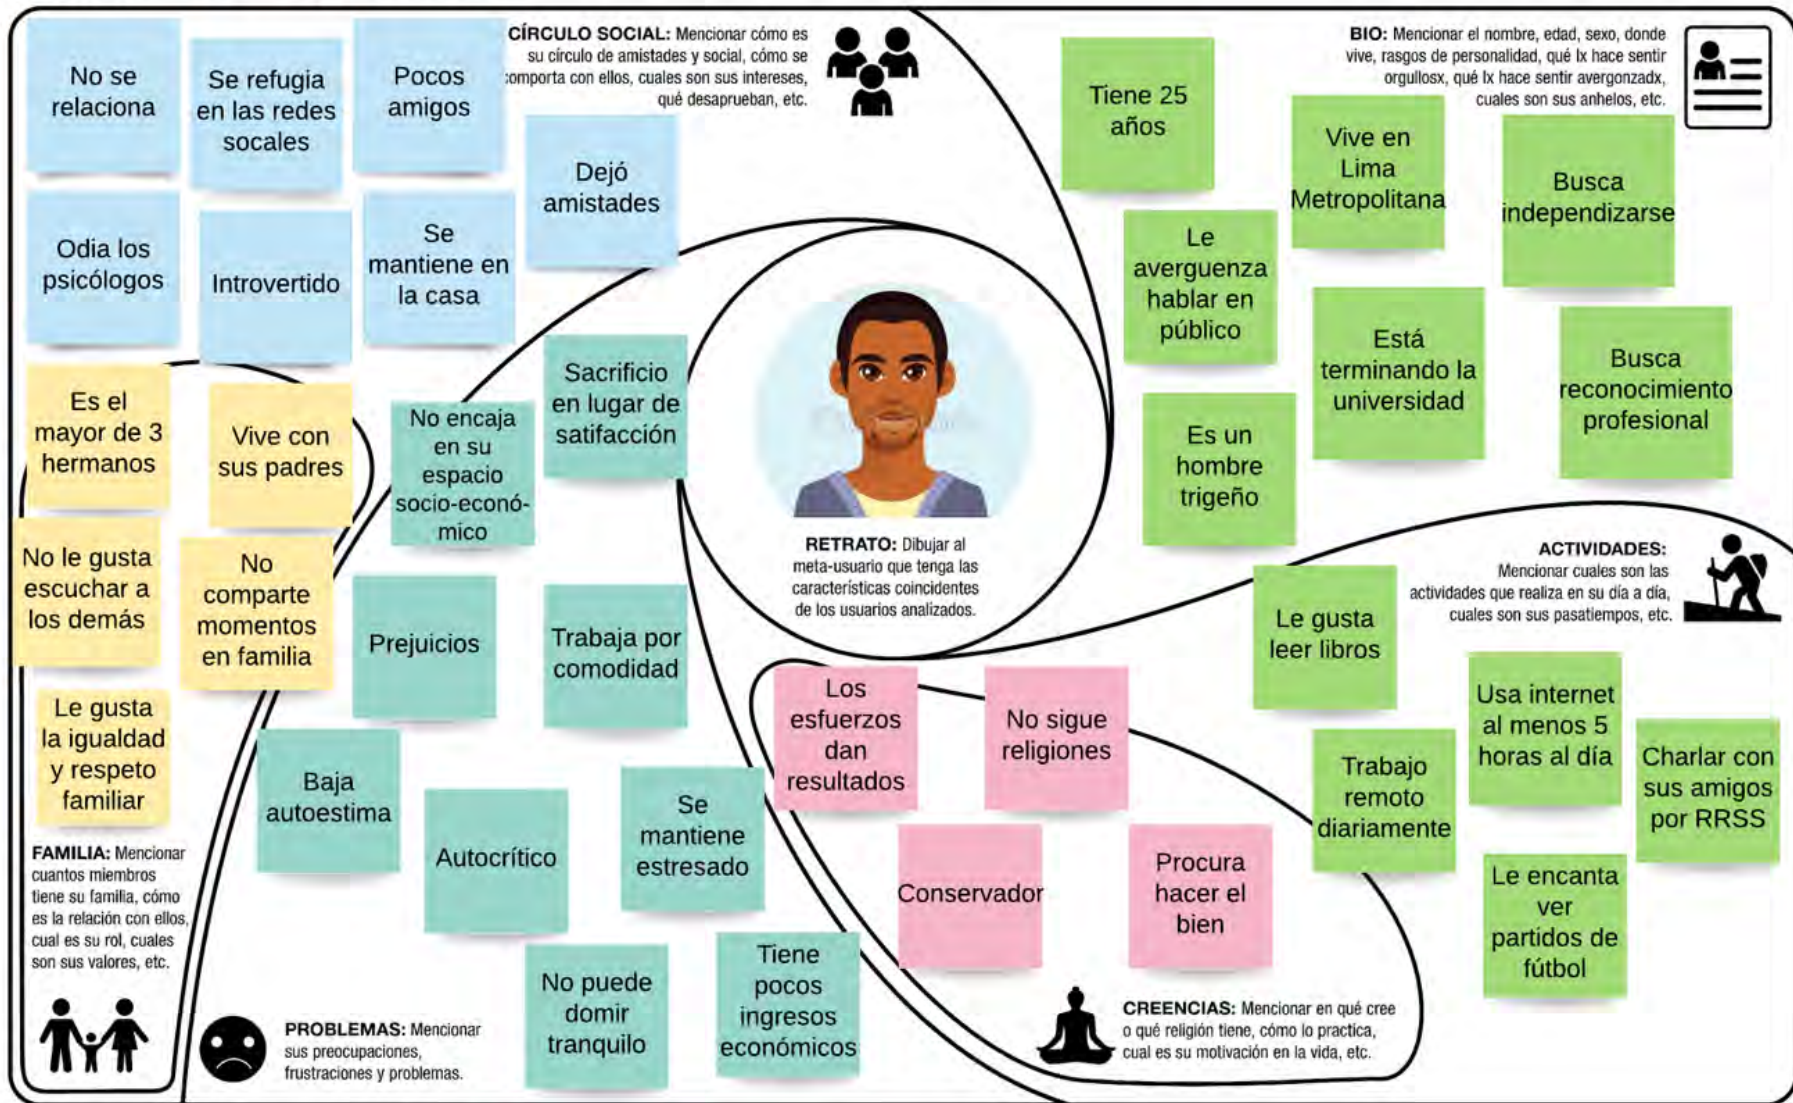 No se
relaciona
Se refugia
en las redes
socales
Pocos
amigos
Dejó
amistades
Odia los
psicólogos
Introvertido
Se
mantiene en
la casa
CÍRCULO SOCIAL: Mencionar cómo es
su círculo de amistades y social, cómo se
comporta con ellos, cuales son sus intereses,
qué desaprueban, etc.
BIO: Mencionar el nombre, edad, sexo, donde
vive, rasgos de personalidad, qué lx hace sentir
orgullosx, qué lx hace sentir avergonzadx,
cuales son sus anhelos, etc.
Tiene 25
años
Vive en
Lima
Metropolitana
Busca
independizarse
Le
averguenza
hablar en
público
Está
terminando la
universidad
Busca
reconocimiento
profesional
Es un
hombre
trigeño
Es el
mayor de 3
hermanos
Vive con
sus padres
No le gusta
escuchar a
los demás
No
comparte
momentos
en familia
Le gusta
la igualdad
y respeto
familiar
FAMILIA: Mencionar
cuantos miembros
tiene su familia, cómo
es la relación con ellos,
cual es su rol, cuales
son sus valores, etc.
No encaja
en su
espacio
socio-econó-
mico
Sacrificio
en lugar de
satifacción
Prejuicios
Trabaja por
comodidad
Baja
autoestima
Autocrítico
Se
mantiene
estresado
No puede
domir
tranquilo
Tiene
pocos
ingresos
económicos
PROBLEMAS: Mencionar
sus preocupaciones,
frustraciones y problemas.
RETRATO: Dibujar al
meta-usuario que tenga las
características coincidentes
de los usuarios analizados.
Los
esfuerzos
dan
resultados
No sigue
religiones
Conservador
Procura
hacer el
bien
CREENCIAS: Mencionar en qué cree
o qué religión tiene, cómo lo practica,
cual es su motivación en la vida, etc.
ACTIVIDADES:
Mencionar cuales son las
actividades que realiza en su día a día,
cuales son sus pasatiempos, etc.
Le gusta
leer libros
Usa internet
al menos 5
horas al día
Trabajo
remoto
diariamente
Charlar con
sus amigos
por RRSS
Le encanta
ver
partidos de
fútbol